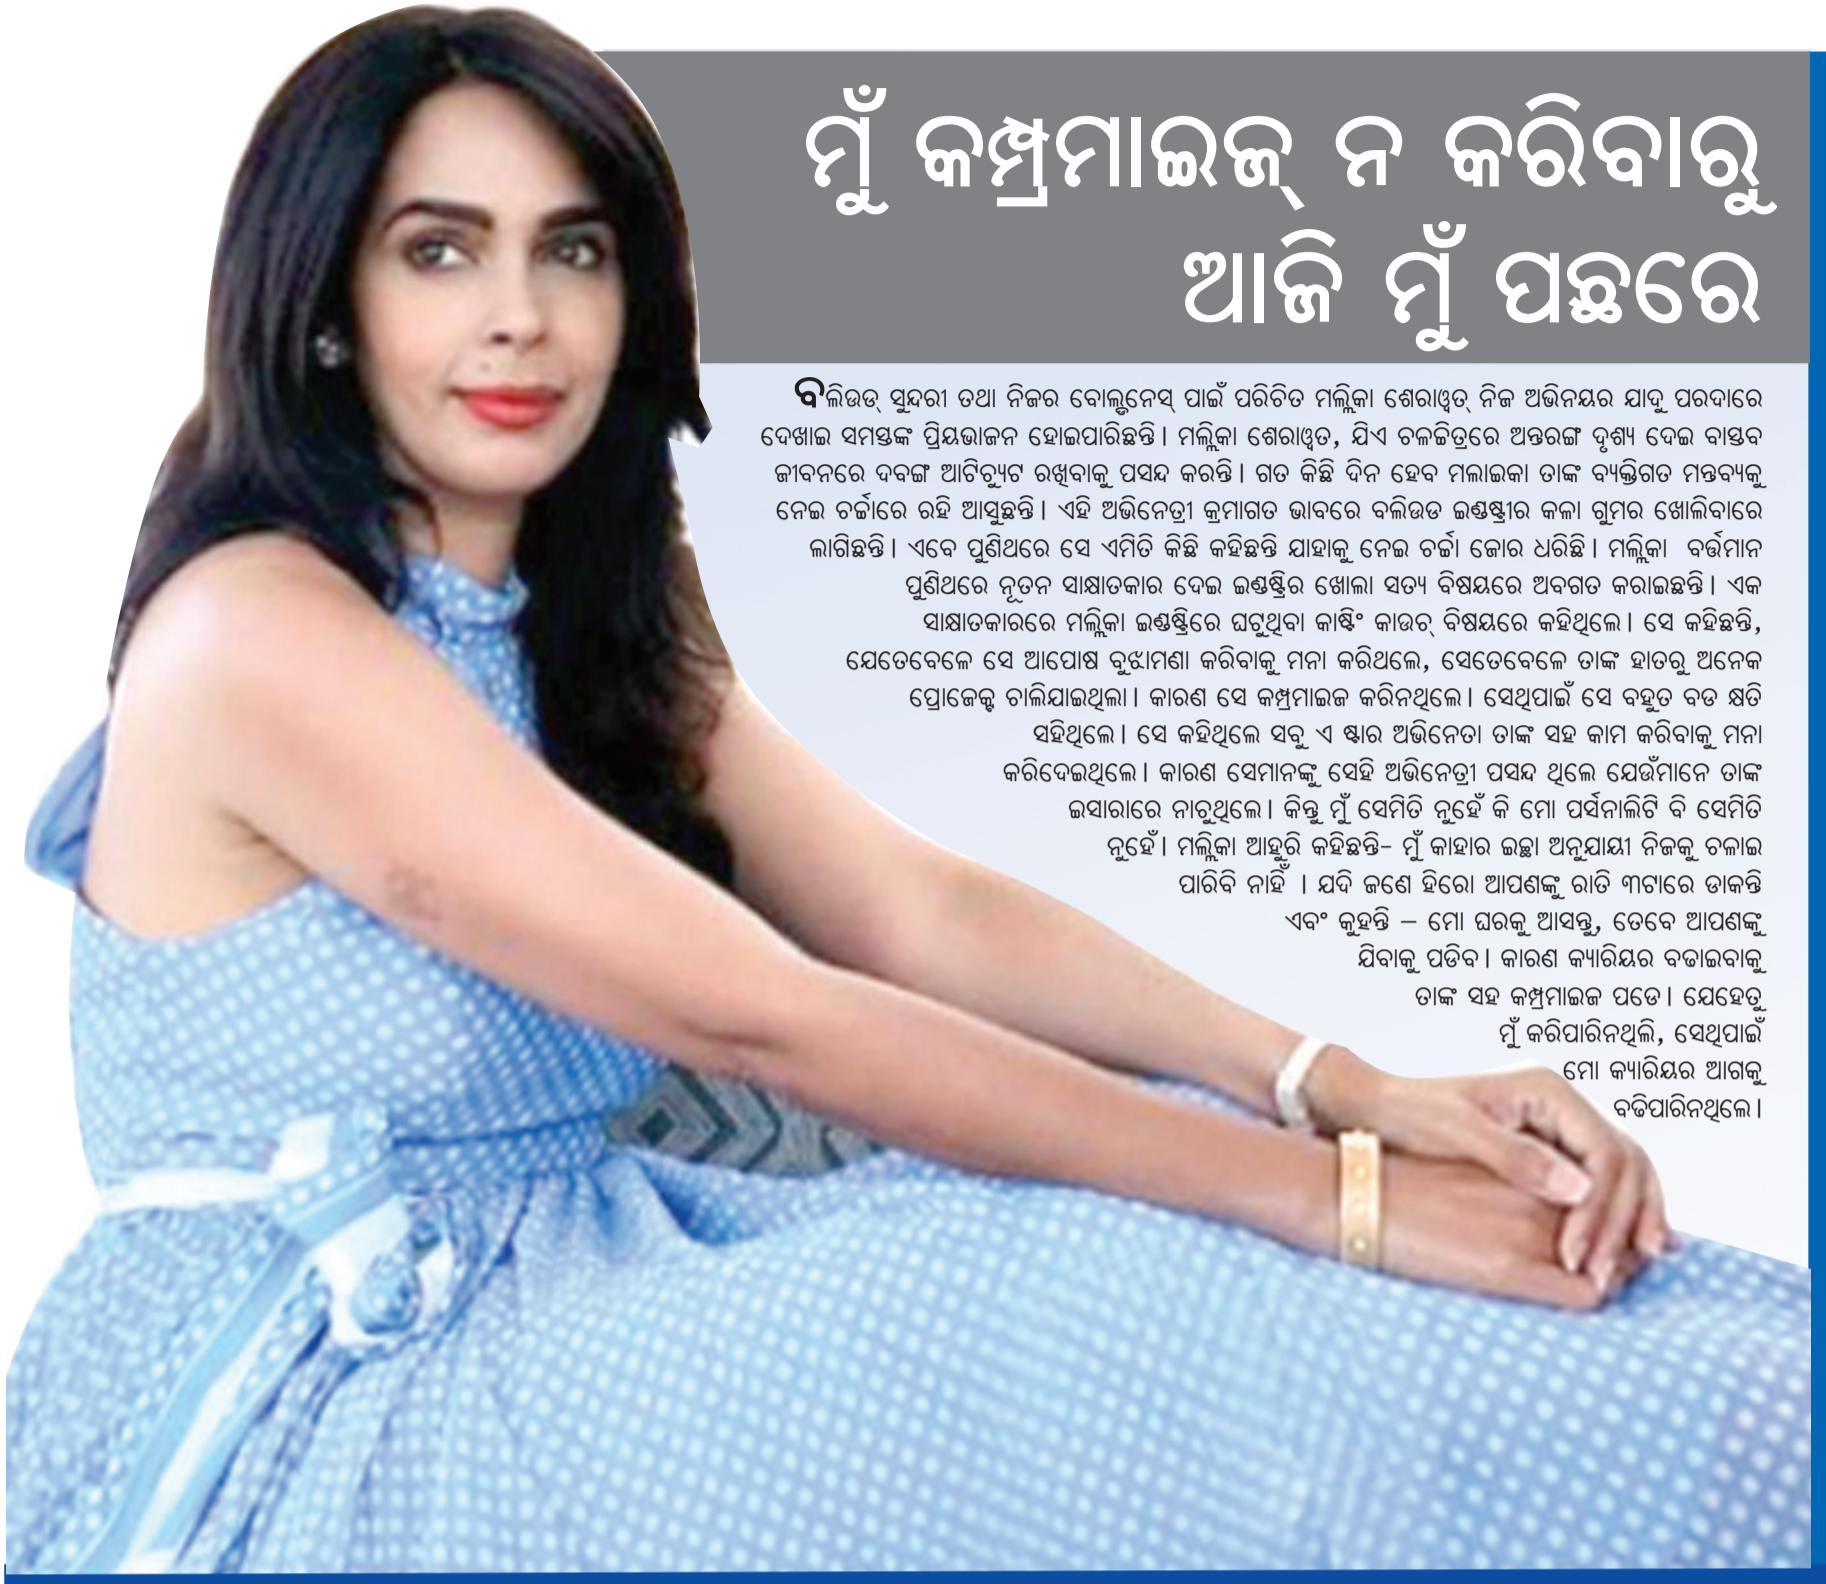 ମୁଁ କମ୍ପ୍ରମାଇଜ୍ ନ କରିବାରୁ
ଆଜି ମୁଁ ପଛରେ
ବଲିଉଡ୍ ସୁନ୍ଦରୀ ତଥା ନିଜର ବୋଲ୍ଡନେସ୍ ପାଇଁ ପରିଚିତ ମଲ୍ଲିକା ଶେରାଓ୍ବତ୍ ନିଜ ଅଭିନୟର ଯାଦୁ ପରଦାରେ
ଦେଖାଇ ସମସ୍ତଙ୍କ ପ୍ରିୟଭାଜନ ହୋଇପାରିଛନ୍ତି। ମଲ୍ଲିକା ଶେରାଓ୍ବତ, ଯିଏ ଚଳଚ୍ଚିତ୍ରରେ ଅନ୍ତରଙ୍ଗ ଦୃଶ୍ୟ ଦେଇ ବାସ୍ତବ
ଜୀବନରେ ଦବଙ୍ଗ ଆଟିଚ୍ୟୁଟ ରଖିବାକୁ ପସନ୍ଦ କରନ୍ତି। ଗତ କିଛି ଦିନ ହେବ ମଲାଇକା ତାଙ୍କ ବ୍ୟକ୍ତିଗତ ମନ୍ତବ୍ୟକୁ
ନେଇ ଚର୍ଚ୍ଚାରେ ରହି ଆସୁଛନ୍ତି। ଏହି ଅଭିନେତ୍ରୀ କ୍ରମାଗତ ଭାବରେ ବଲିଉଡ ଇଣ୍ଡଷ୍ଟ୍ରୀର କଳା ଗୁମର ଖୋଲିବାରେ
ଲାଗିଛନ୍ତି। ଏବେ ପୁଣିଥରେ ସେ ଏମିତି କିଛି କହିଛନ୍ତି ଯାହାକୁ ନେଇ ଚର୍ଚ୍ଚା ଜୋର ଧରିଛି। ମଲ୍ଲିକା ବର୍ତ୍ତମାନ
ପୁଣିଥରେ ନୂତନ ସାକ୍ଷାତକାର ଦେଇ ଇଣ୍ଡଷ୍ଟ୍ରିର ଖୋଲା ସତ୍ୟ ବିଷୟରେ ଅବଗତ କରାଇଛନ୍ତି। ଏକ
ସାକ୍ଷାତକାରରେ ମଲ୍ଲିକା ଇଣ୍ଡଷ୍ଟ୍ରିରେ ଘଟୁଥିବା କାଷ୍ଟିଂ କାଉଚ୍ ବିଷୟରେ କହିଥିଲେ। ସେ କହିଛନ୍ତି,
ଯେତେବେଳେ ସେ ଆପୋଷ ବୁଝାମଣା କରିବାକୁ ମନା କରିଥଲେ, ସେତେବେଳେ ତାଙ୍କ ହାତରୁ ଅନେକ
ପ୍ରୋଜେକ୍ଟ ଚାଲିଯାଇଥିଲା। କାରଣ ସେ କମ୍ପ୍ରମାଇଜ କରିନଥିଲେ। ସେଥିପାଇଁ ସେ ବହୁତ ବଡ କ୍ଷତି
ସହିଥିଲେ। ସେ କହିଥିଲେ ସବୁ ଏ ଷ୍ଟାର ଅଭିନେତା ତାଙ୍କ ସହ କାମ କରିବାକୁ ମନା
କରିଦେଇଥିଲେ। କାରଣ ସେମାନଙ୍କୁ ସେହି ଅଭିନେତ୍ରୀ ପସନ୍ଦ ଥିଲେ ଯେଉଁମାନେ ତାଙ୍କ
ଇସାରାରେ ନାଚୁଥିଲେ। କିନ୍ତୁ ମୁଁ ସେମିତି ନୁହେଁ କି ମୋ ପର୍ସନାଲିଟି ବି ସେମିତି
ନୁହେଁ। ମଲ୍ଲିକା ଆହୁରି କହିଛନ୍ତି- ମୁଁ କାହାର ଇଚ୍ଛା ଅନୁଯାୟୀ ନିଜକୁ ଚଳାଇ
ପାରିବି ନାହିଁ । ଯଦି ଜଣେ ହିରୋ ଆପଣଙ୍କୁ ରାତି ୩ଟାରେ ଡାକନ୍ତି
ଏବଂ କୁହନ୍ତି – ମୋ ଘରକୁ ଆସନ୍ତୁ, ତେବେ ଆପଣଙ୍କୁ
ଯିବାକୁ ପଡିବ। କାରଣ କ୍ୟାରିୟର ବଢାଇବାକୁ
ତାଙ୍କ ସହ କମ୍ପ୍ରମାଇଜ ପଡେ। ଯେହେତୁ
ମୁଁ କରିପାରିନଥିଲି, ସେଥିପାଇଁ
ମୋ କ୍ୟାରିୟର ଆଗକୁ
ବଢିପାରିନଥିଲେ।